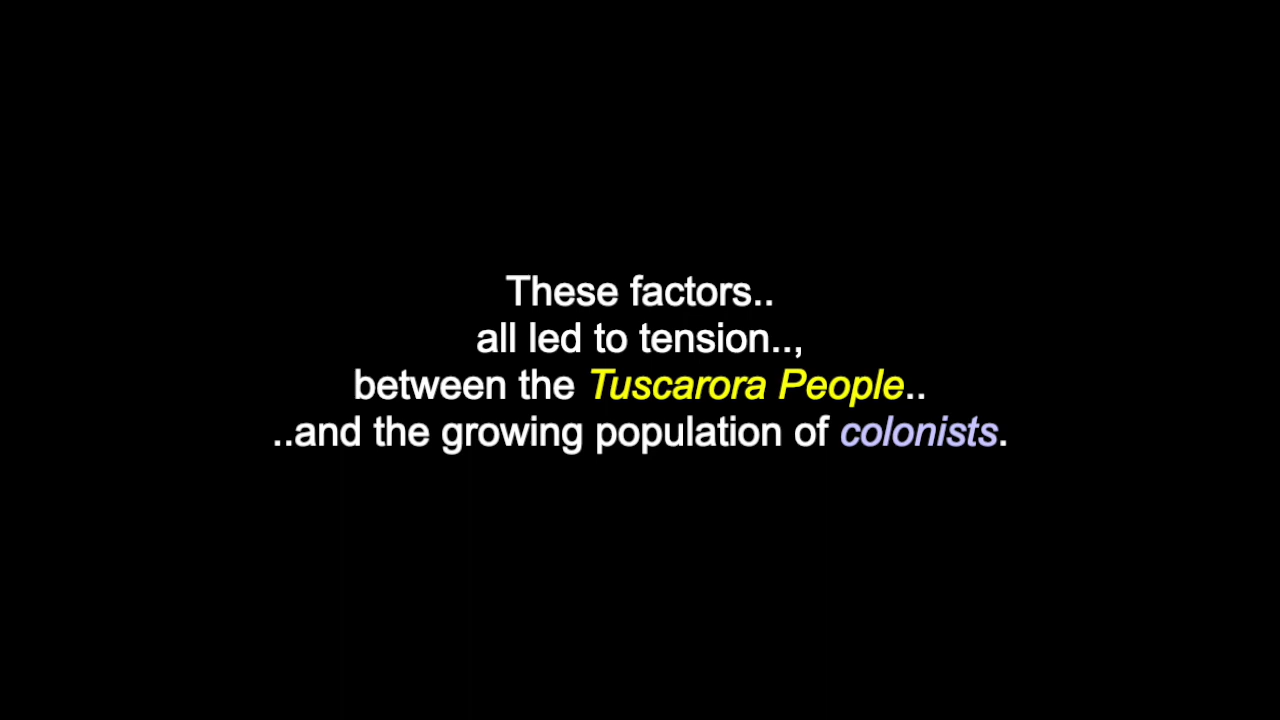 These factors..
all led to tension..,
between the Tuscarora People..
..and the growing population of colonists.